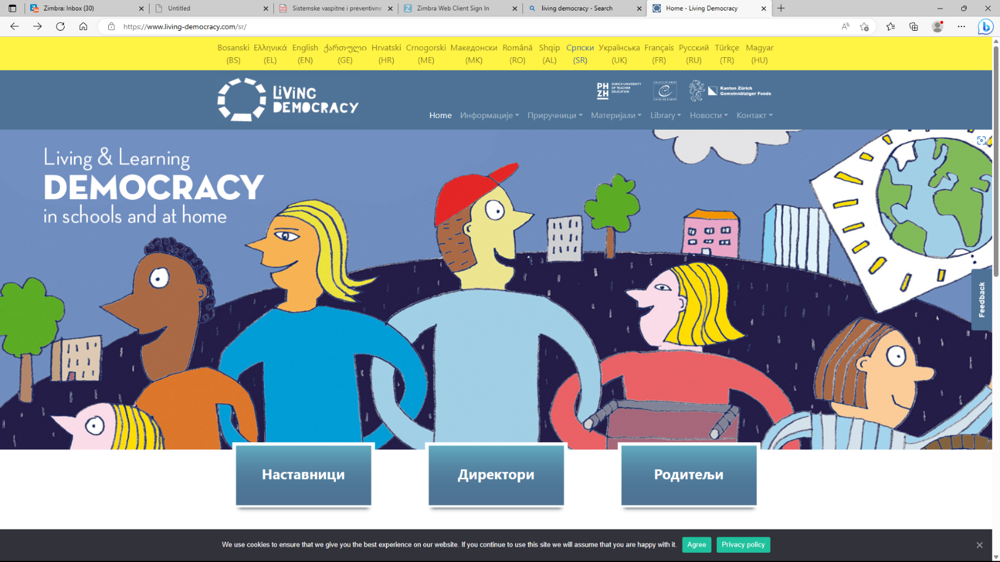 Zimbra: Inbox (30)
Untitled
Sistemske vaspitne i preventivne
Zimbra Web Client Sign In
living democracy - Search
Home - Living Democracy
https://www.living-democracy.com/sr/
Bosanski (BS)
Ελληνικά (EL)
English (EN)
ქართული (GE)
Hrvatski (HR)
Crnogorski (ME)
Македонски (MK)
Română (RO)
Shqip (AL)
Српски (SR)
Українська (UK)
Français (FR)
Русский (RU)
Türkçe (TR)
Magyar (HU)
LiViNG
DEMOCRACY
PH
ZH
ZURICH UNIVERSITY
OF TEACHER
EDUCATION
Kanton Zürich
Gemeinnütziger Fonds
Home Информације Приручници Материјали Library Новости Контакт
Living & Learning
DEMOCRACY
in schools and at home
Feedback
Наставници
Директори
Родитељи
We use cookies to ensure that we give you the best experience on our website. If you continue to use this site we will assume that you are happy with it. Agree Privacy policy